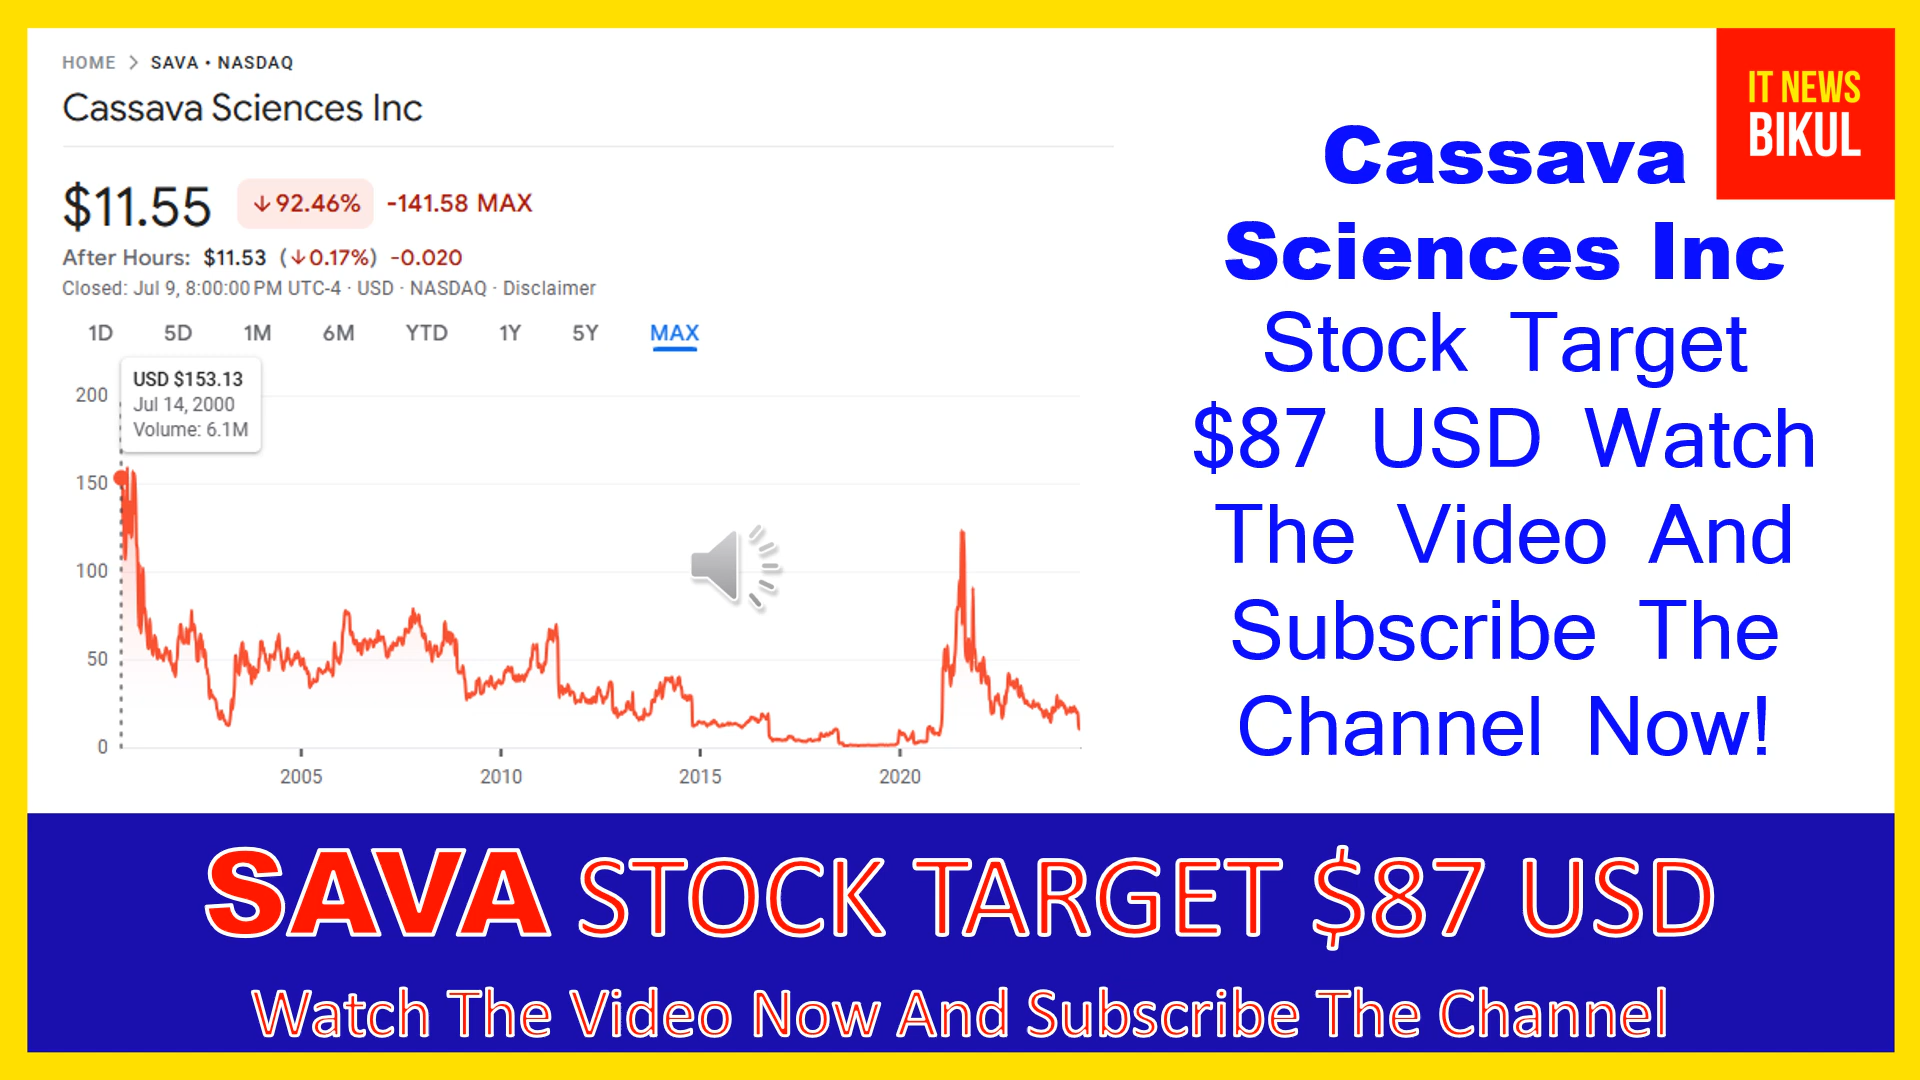 HOME > SAVA • NASDAQ
Cassava Sciences Inc
$11.55 ↓92.46% -141.58 MAX
After Hours: $11.53 (↓0.17%) -0.020
Closed: Jul 9, 8:00:00 PM UTC-4 · USD · NASDAQ · Disclaimer
1D 5D 1M 6M YTD 1Y 5Y MAX
USD $153.13
Jul 14, 2000
Volume: 6.1M
200
150
100
50
0
2005 2010 2015 2020
IT NEWS
BIKUL
Cassava
Sciences Inc
Stock Target
$87 USD Watch
The Video And
Subscribe The
Channel Now!
SAVA STOCK TARGET $87 USD
Watch The Video Now And Subscribe The Channel